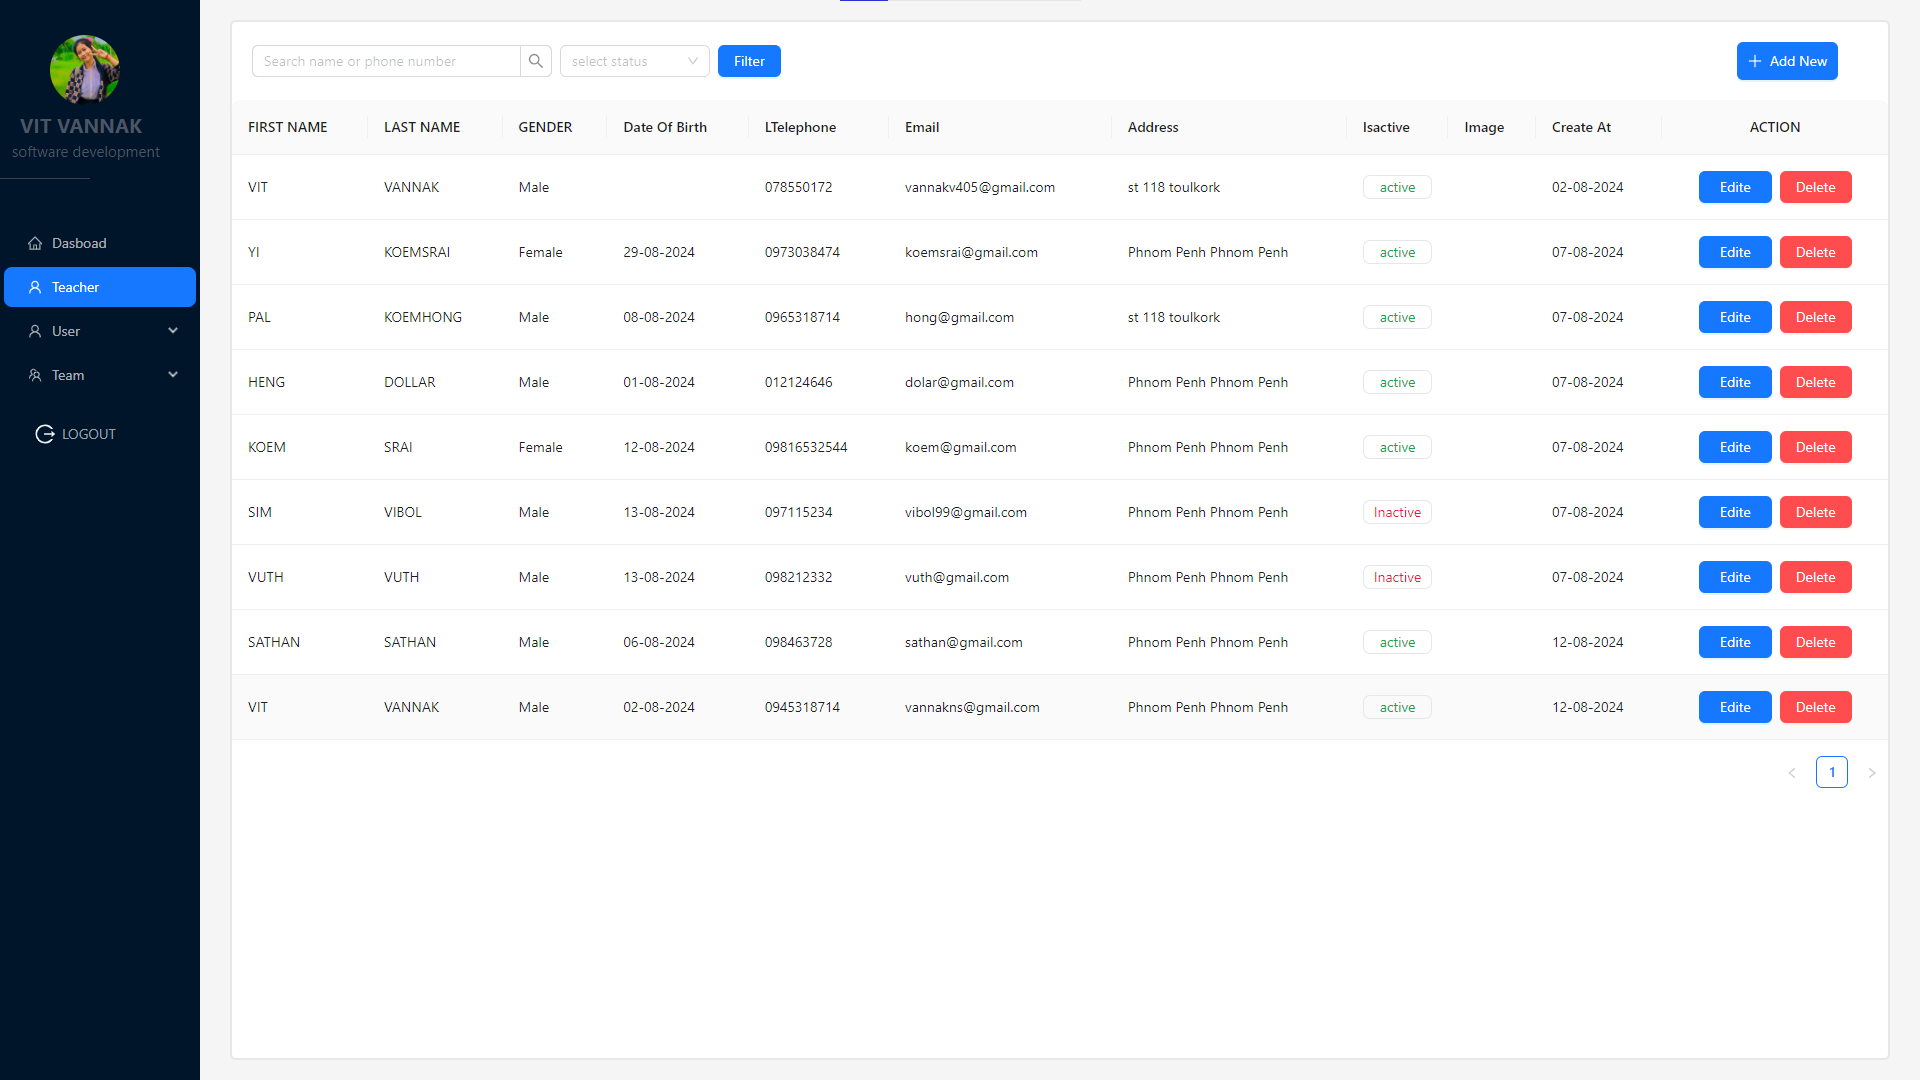 VIT VANNAK
software development
Dasboad
Teacher
User
Team
LOGOUT
Search name or phone number select status Filter Add New
FIRST NAME LAST NAME GENDER Date Of Birth LTelephone Email Address Isactive Image Create At ACTION
VIT VANNAK Male 078550172 vannakv405@gmail.com st 118 toulkork active 02-08-2024 Edite Delete
YI KOEMSRAI Female 29-08-2024 0973038474 koemsrai@gmail.com Phnom Penh Phnom Penh active 07-08-2024 Edite Delete
PAL KOEMHONG Male 08-08-2024 0965318714 hong@gmail.com st 118 toulkork active 07-08-2024 Edite Delete
HENG DOLLAR Male 01-08-2024 012124646 dolar@gmail.com Phnom Penh Phnom Penh active 07-08-2024 Edite Delete
KOEM SRAI Female 12-08-2024 09816532544 koem@gmail.com Phnom Penh Phnom Penh active 07-08-2024 Edite Delete
SIM VIBOL Male 13-08-2024 097115234 vibol99@gmail.com Phnom Penh Phnom Penh Inactive 07-08-2024 Edite Delete
VUTH VUTH Male 13-08-2024 098212332 vuth@gmail.com Phnom Penh Phnom Penh Inactive 07-08-2024 Edite Delete
SATHAN SATHAN Male 06-08-2024 098463728 sathan@gmail.com Phnom Penh Phnom Penh active 12-08-2024 Edite Delete
VIT VANNAK Male 02-08-2024 0945318714 vannakns@gmail.com Phnom Penh Phnom Penh active 12-08-2024 Edite Delete
1